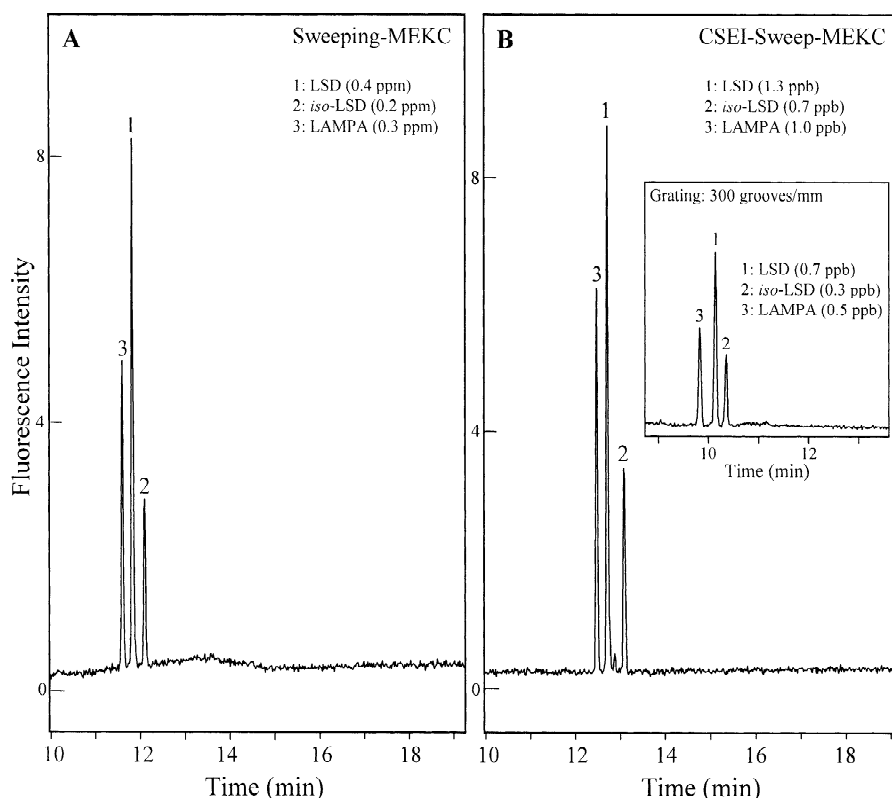 A
Sweeping-MEKC
1: LSD (0.4 ppm)
2: iso-LSD (0.2 ppm)
3: LAMPA (0.3 ppm)
8
4
0
Fluorescence Intensity
3
1
2
10
12
14
16
18
Time (min)
B
CSEI-Sweep-MEKC
1: LSD (1.3 ppb)
2: iso-LSD (0.7 ppb)
3: LAMPA (1.0 ppb)
8
4
0
3
1
2
Grating: 300 grooves/mm
1: LSD (0.7 ppb)
2: iso-LSD (0.3 ppb)
3: LAMPA (0.5 ppb)
3
1
2
10
12
Time (min)
10
12
14
16
18
Time (min)